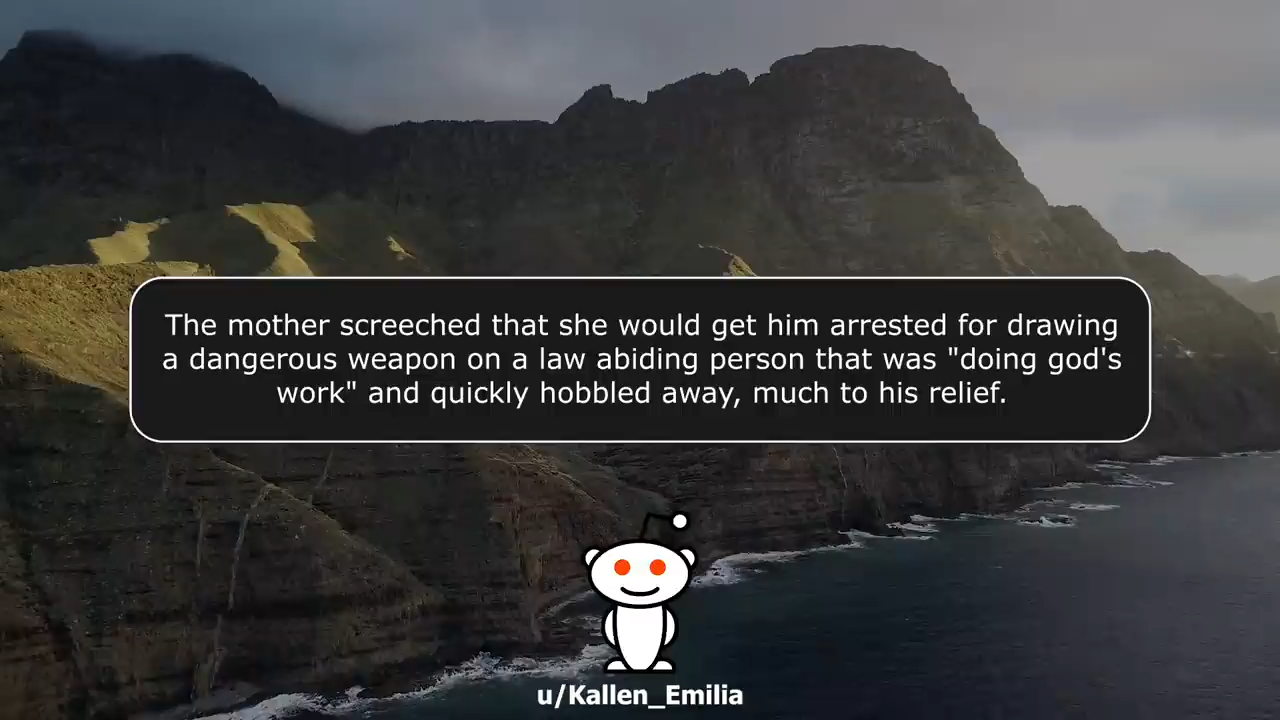 The mother screeched that she would get him arrested for drawing
a dangerous weapon on a law abiding person that was "doing god's
work" and quickly hobbled away, much to his relief.
u/Kallen_Emilia